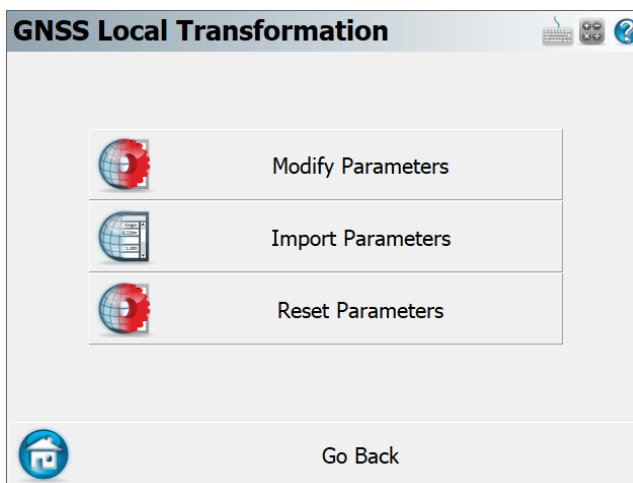 GNSS Local Transformation
Modify Parameters
Import Parameters
Reset Parameters
Go Back